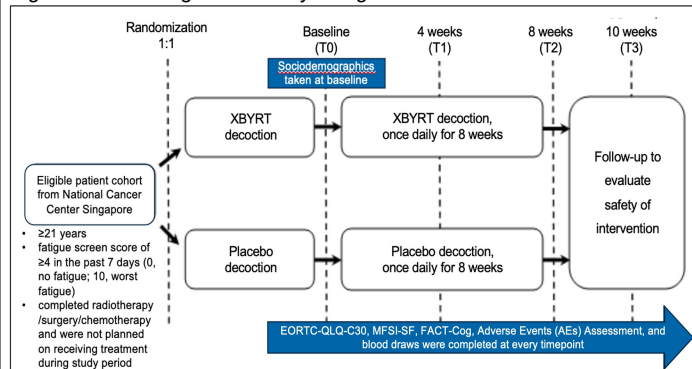 Randomization
1:1
Baseline
(T0)
4 weeks
(T1)
8 weeks
(T2)
10 weeks
(T3)
Sociodemographics
taken at baseline
XBYRT
decoction
XBYRT decoction,
once daily for 8 weeks
Eligible patient cohort
from National Cancer
Center Singapore
Follow-up to
evaluate
safety of
intervention
• ≥21 years
• fatigue screen score of
≥4 in the past 7 days (0,
no fatigue; 10, worst
fatigue)
• completed radiotherapy
/surgery/chemotherapy
and were not planned
on receiving treatment
during study period
Placebo
decoction
Placebo decoction,
once daily for 8 weeks
EORTC-QLQ-C30, MFSI-SF, FACT-Cog, Adverse Events (AEs) Assessment, and
blood draws were completed at every timepoint